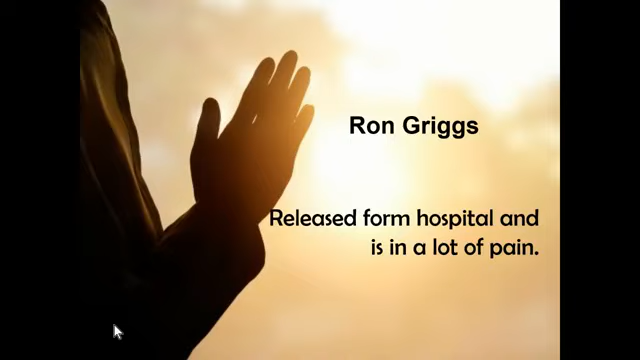 Ron Griggs
Released form hospital and
is in a lot of pain.